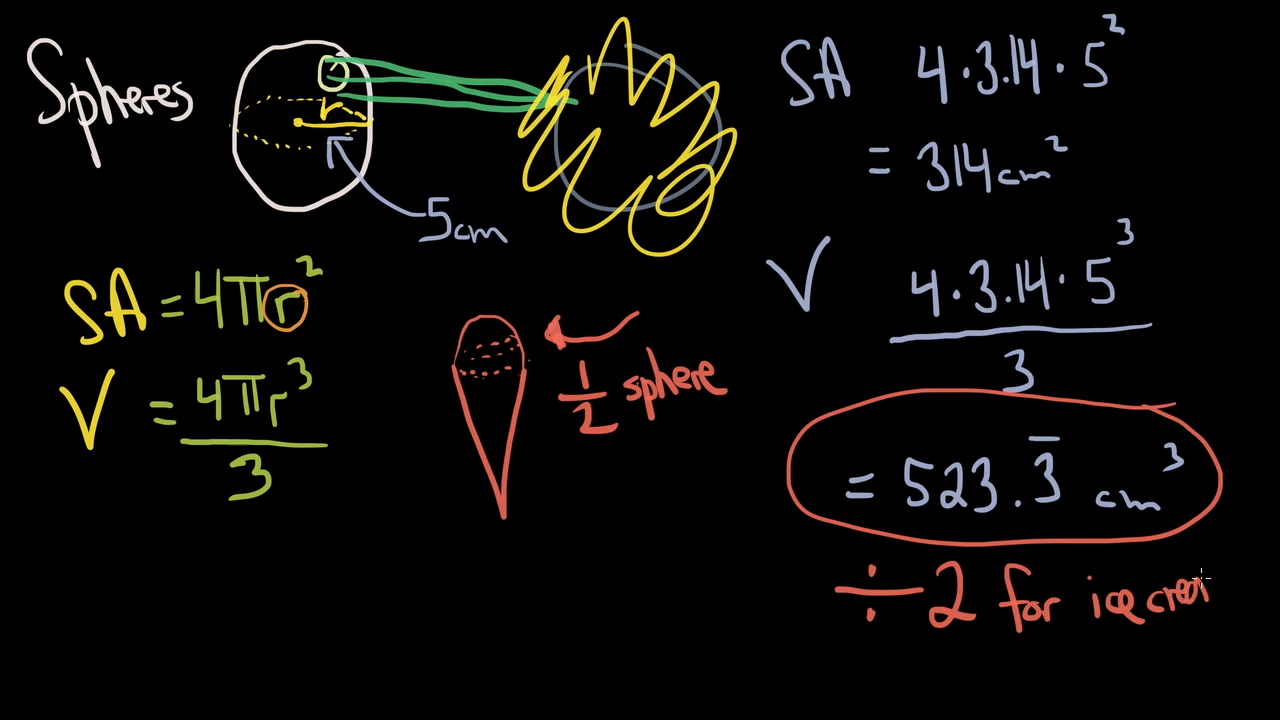 Spheres
r
5cm
SA = 4πr²
V = 4πr³
3
1
2
sphere
SA 4·3.14·5²
= 314cm²
V 4·3.14·5³
3
= 523.3̅ cm³
÷ 2 for ice crea